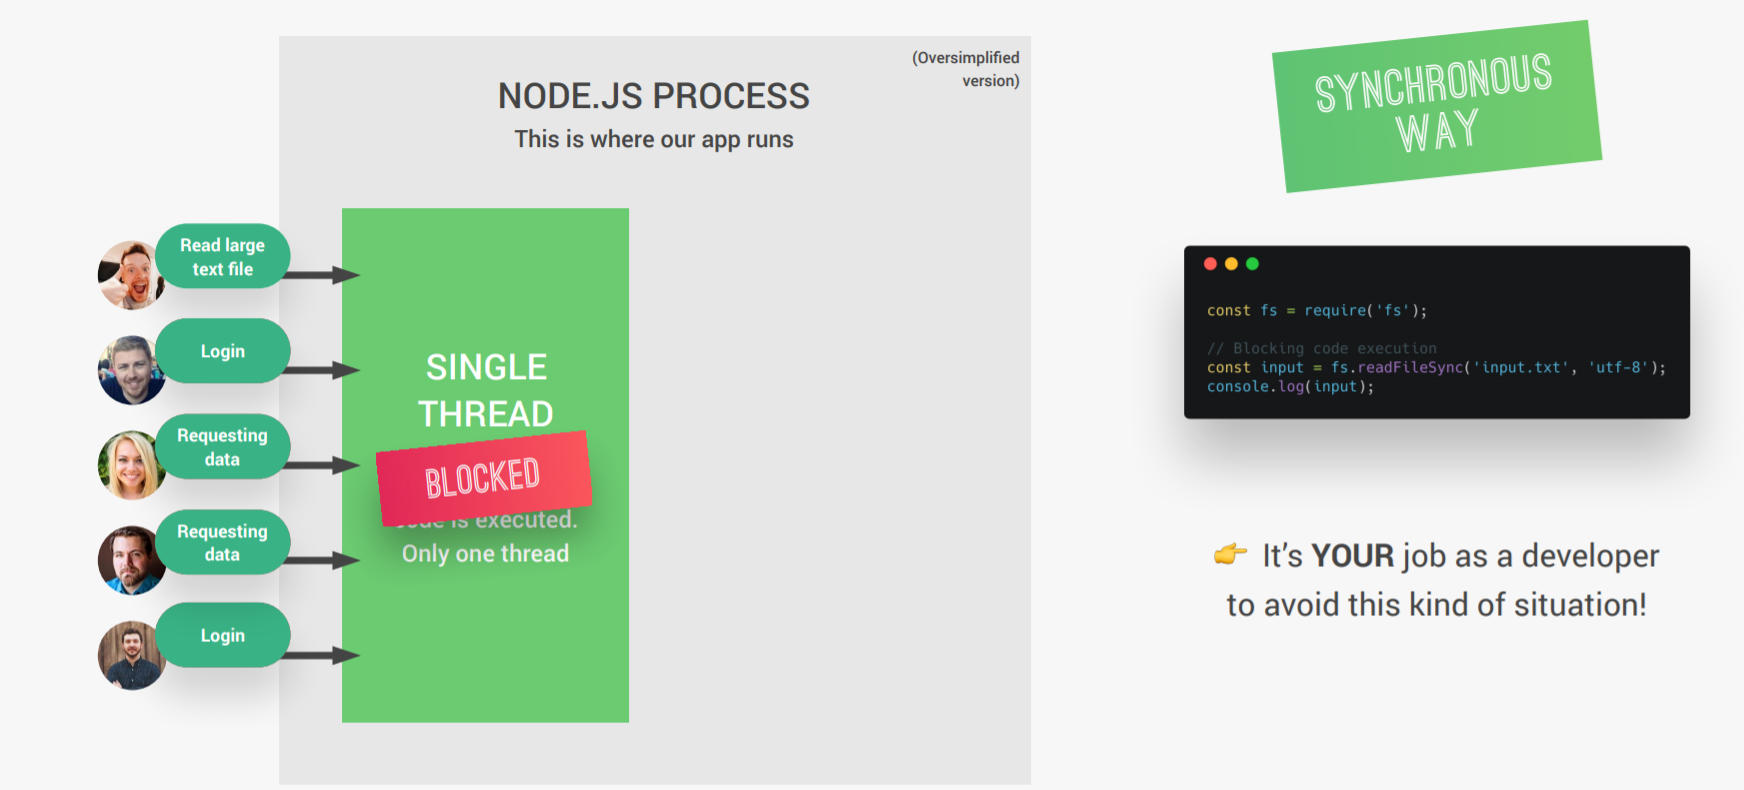 (Oversimplified
version)
NODE.JS PROCESS
This is where our app runs
Read large
text file
Login
Requesting
data
Requesting
data
Login
SINGLE
THREAD
BLOCKED
is executed.
Only one thread
SYNCHRONOUS
WAY
const fs = require('fs');
// Blocking code execution
const input = fs.readFileSync('input.txt', 'utf-8');
console.log(input);
👉 It's YOUR job as a developer
to avoid this kind of situation!